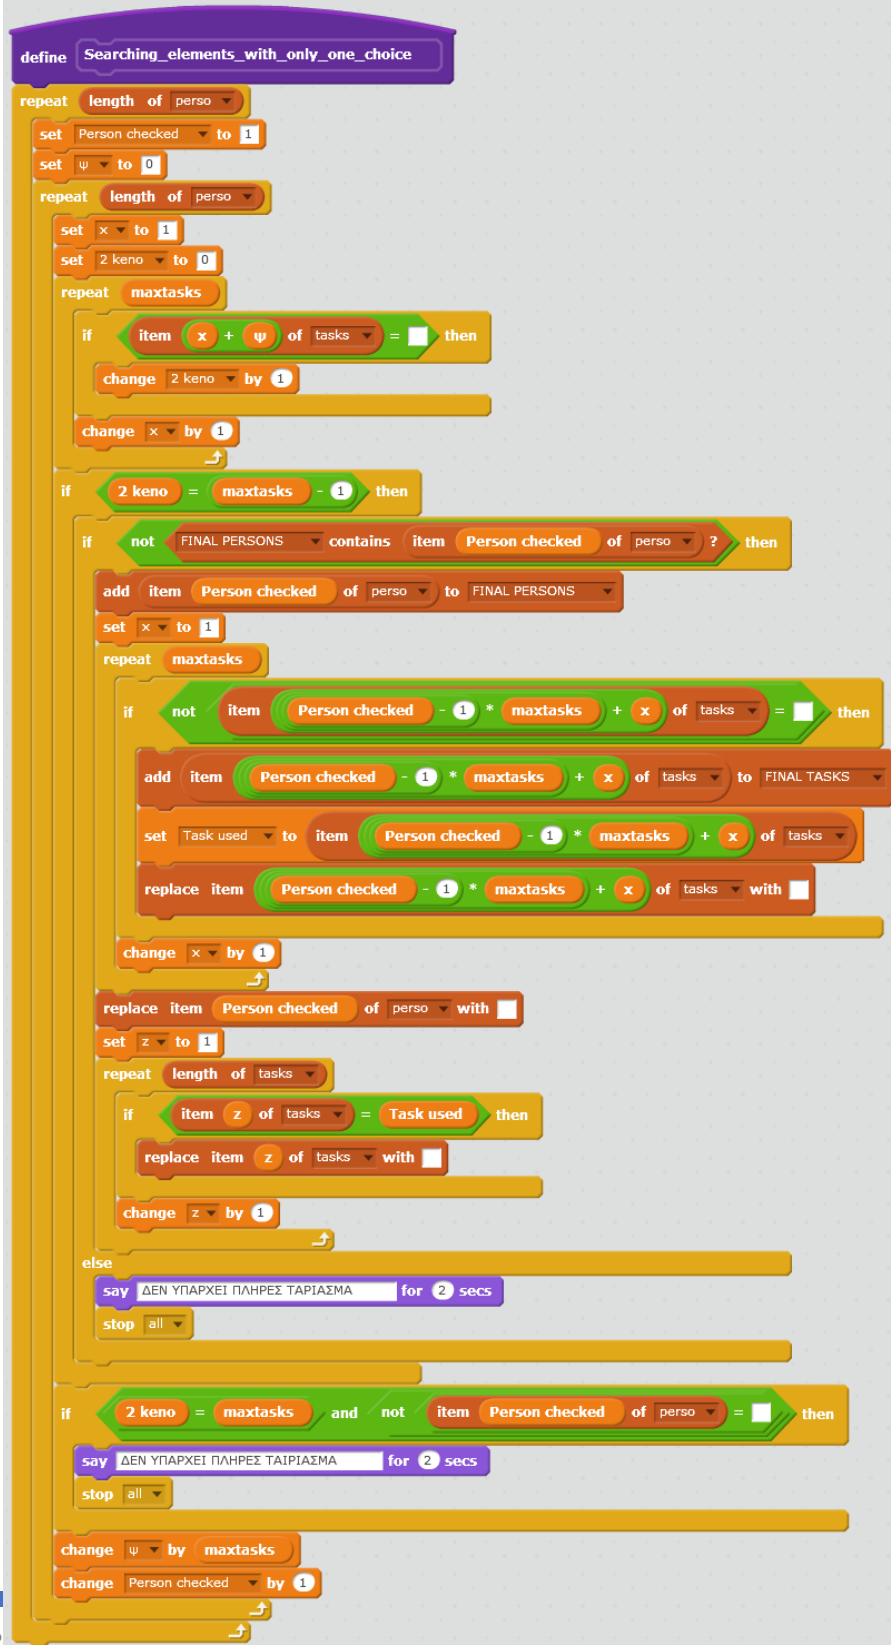 define Searching_elements_with_only_one_choice
repeat length of perso
set Person checked to 1
set ψ to 0
repeat length of perso
set x to 1
set 2 keno to 0
repeat maxtasks
if item x + ψ of tasks = then
change 2 keno by 1
change x by 1
if 2 keno = maxtasks - 1 then
if not FINAL PERSONS contains item Person checked of perso ? then
add item Person checked of perso to FINAL PERSONS
set x to 1
repeat maxtasks
if not item Person checked - 1 * maxtasks + x of tasks = then
add item Person checked - 1 * maxtasks + x of tasks to FINAL TASKS
set Task used to item Person checked - 1 * maxtasks + x of tasks
replace item Person checked - 1 * maxtasks + x of tasks with
change x by 1
replace item Person checked of perso with
set z to 1
repeat length of tasks
if item z of tasks = Task used then
replace item z of tasks with
change z by 1
else
say ΔΕΝ ΥΠΑΡΧΕΙ ΠΛΗΡΕΣ ΤΑΡΙΑΣΜΑ for 2 secs
stop all
if 2 keno = maxtasks and not item Person checked of perso = then
say ΔΕΝ ΥΠΑΡΧΕΙ ΠΛΗΡΕΣ ΤΑΙΡΙΑΣΜΑ for 2 secs
stop all
change ψ by maxtasks
change Person checked by 1